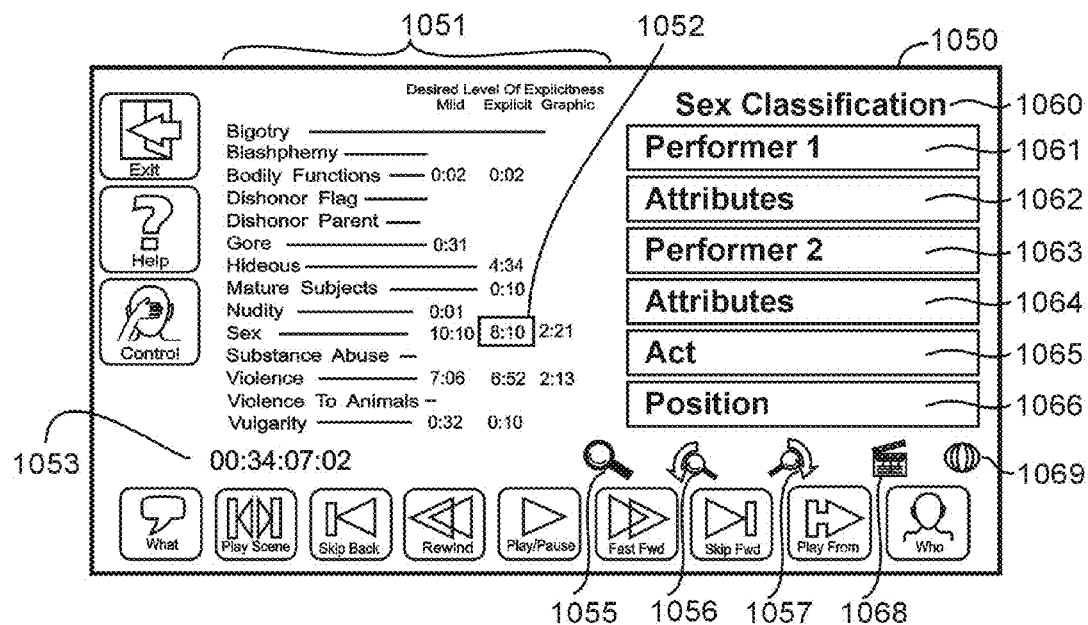 1051
1052
1050
Desired Level Of Explicitness
Mild Explicit Graphic
Sex Classification 1060
Exit
Bigotry
Blashphemy
Bodily Functions 0:02 0:02
Dishonor Flag
Dishonor Parent
Gore 0:31
Hideous 4:34
Mature Subjects 0:10
Nudity 0:01
Sex 10:10 8:10 2:21
Substance Abuse
Violence 7:06 6:52 2:13
Violence To Animals
Vulgarity 0:32 0:10
Help
Control
Performer 1 1061
Attributes 1062
Performer 2 1063
Attributes 1064
Act 1065
Position 1066
1053 00:34:07:02
1069
What
Play Scene
Skip Back
Rewind
Play/Pause
Fast Fwd
Skip Fwd
Play From
Who
1055 1056 1057 1068